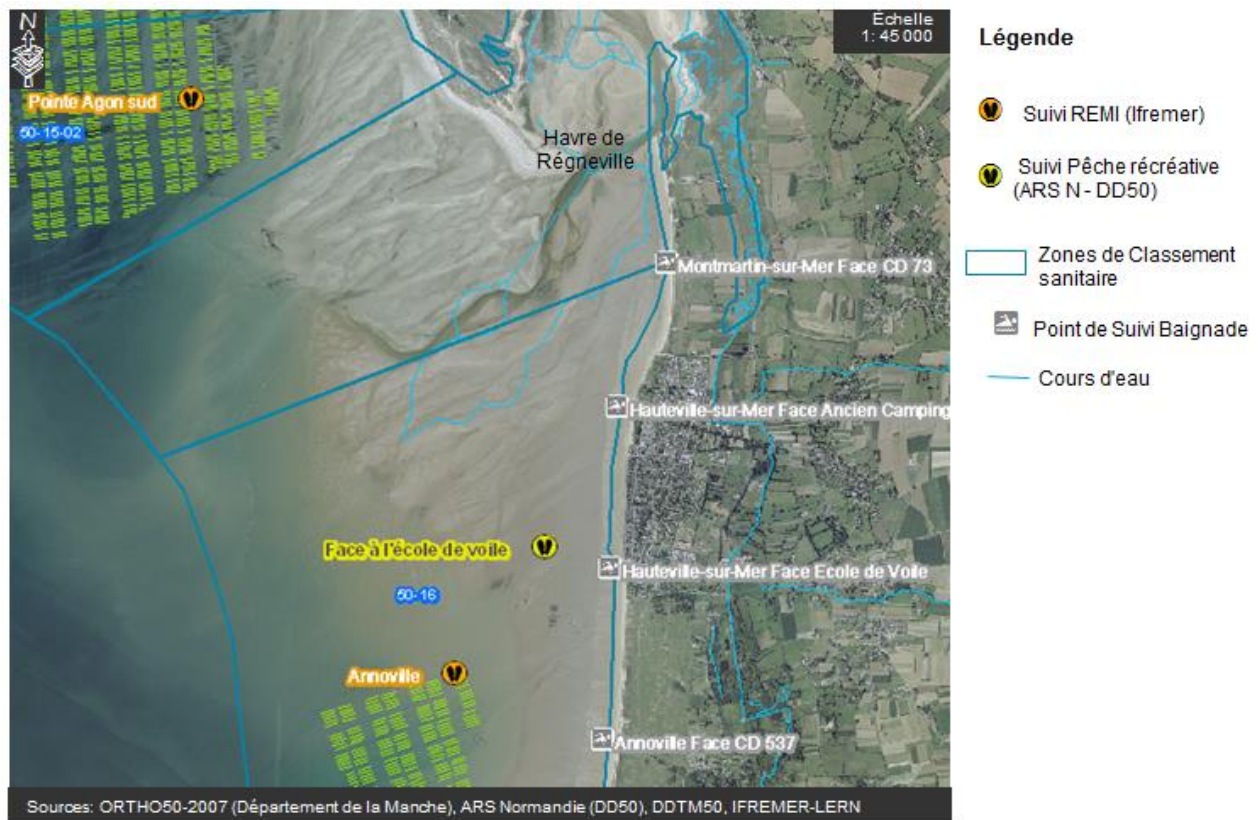 N
Échelle
1: 45 000
Pointe Agon sud
50-15-02
Havre de
Régneville
Montmartin-sur-Mer Face CD 73
Hauteville-sur-Mer Face Ancien Camping
Face à l'école de voile
Hauteville-sur-Mer Face Ecole de Voile
50-16
Annoville
Annoville Face CD 537
Sources: ORTHO50-2007 (Département de la Manche), ARS Normandie (DD50), DDTM50, IFREMER-LERN
Légende
Suivi REMI (Ifremer)
Suivi Pêche récréative
(ARS N - DD50)
Zones de Classement
sanitaire
Point de Suivi Baignade
Cours d'eau